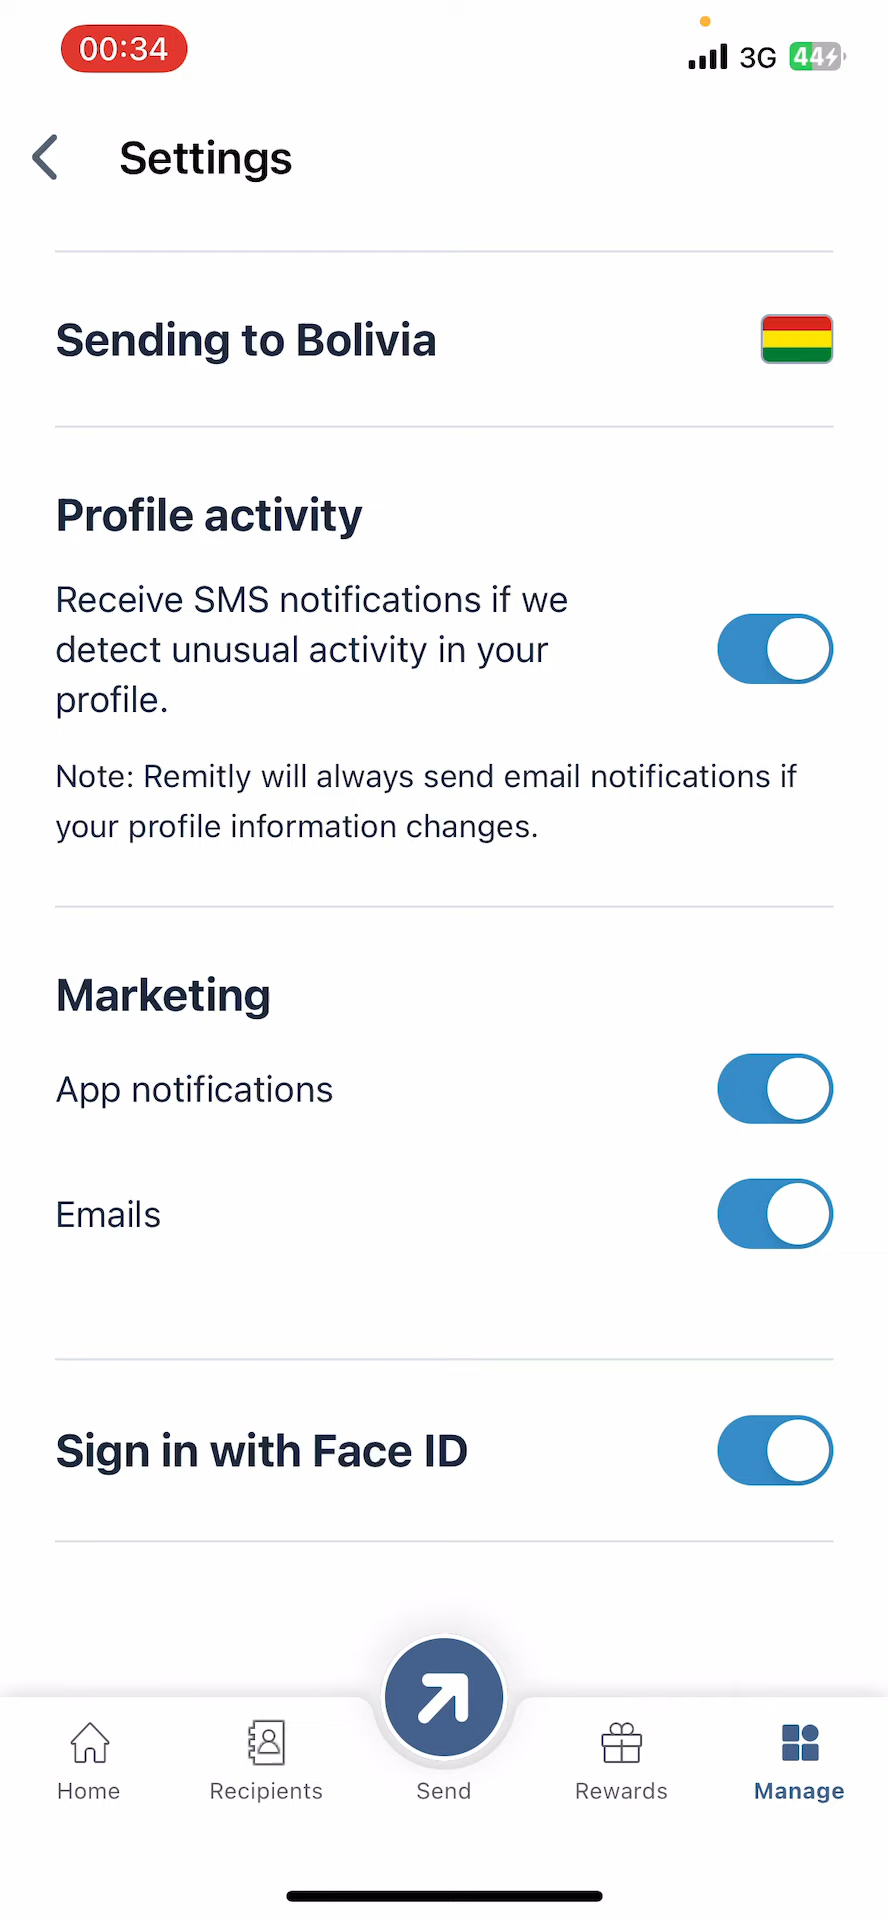 00:34
3G
44
Settings
Sending to Bolivia
Profile activity
Receive SMS notifications if we
detect unusual activity in your
profile.
Note: Remitly will always send email notifications if
your profile information changes.
Marketing
App notifications
Emails
Sign in with Face ID
Home
Recipients
Send
Rewards
Manage